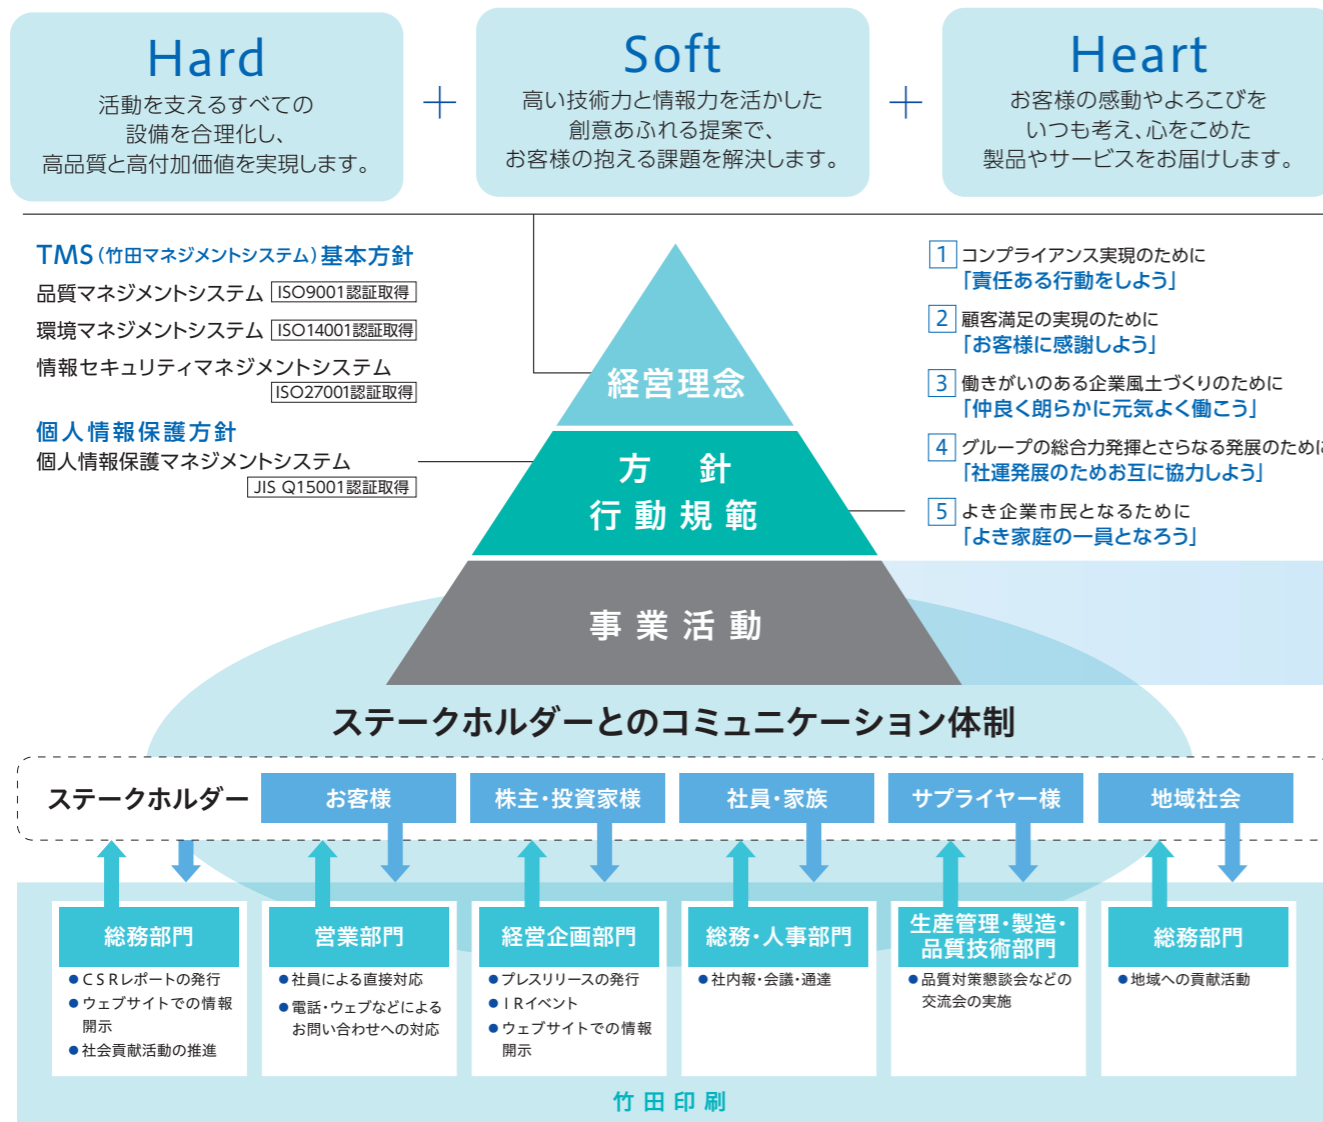 Hard
活動を支えるすべての
設備を合理化し、
高品質と高付加価値を実現します。
+
Soft
高い技術力と情報力を活かした
創意あふれる提案で、
お客様の抱える課題を解決します。
+
Heart
お客様の感動やよろこびを
いつも考え、心をこめた
製品やサービスをお届けします。
TMS(竹田マネジメントシステム)基本方針
品質マネジメントシステム ISO9001認証取得
環境マネジメントシステム ISO14001認証取得
情報セキュリティマネジメントシステム
ISO27001認証取得
個人情報保護方針
個人情報保護マネジメントシステム
JIS Q15001認証取得
経営理念
方 針
行動規範
事業活動
1 コンプライアンス実現のために
「責任ある行動をしよう」
2 顧客満足の実現のために
「お客様に感謝しよう」
3 働きがいのある企業風土づくりのために
「仲良く朗らかに元気よく働こう」
4 グループの総合力発揮とさらなる発展のために
「社運発展のためお互に協力しよう」
5 よき企業市民となるために
「よき家庭の一員となろう」
ステークホルダーとのコミュニケーション体制
ステークホルダー
お客様
株主・投資家様
社員・家族
サプライヤー様
地域社会
総務部門
●CSRレポートの発行
●ウェブサイトでの情報
開示
●社会貢献活動の推進
営業部門
●社員による直接対応
●電話・ウェブなどによる
お問い合わせへの対応
経営企画部門
●プレスリリースの発行
●IRイベント
●ウェブサイトでの情報
開示
総務・人事部門
●社内報・会議・通達
生産管理・製造・
品質技術部門
●品質対策懇談会などの
交流会の実施
総務部門
●地域への貢献活動
竹田印刷